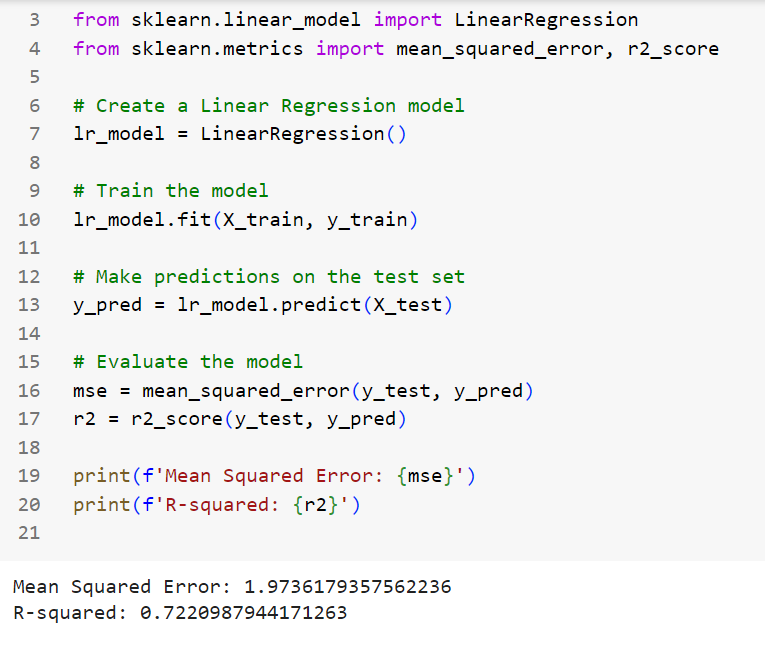 3 from sklearn.linear_model import LinearRegression
4 from sklearn.metrics import mean_squared_error, r2_score
5
6 # Create a Linear Regression model
7 lr_model = LinearRegression()
8
9 # Train the model
10 lr_model.fit(X_train, y_train)
11
12 # Make predictions on the test set
13 y_pred = lr_model.predict(X_test)
14
15 # Evaluate the model
16 mse = mean_squared_error(y_test, y_pred)
17 r2 = r2_score(y_test, y_pred)
18
19 print(f'Mean Squared Error: {mse}')
20 print(f'R-squared: {r2}')
21
Mean Squared Error: 1.9736179357562236
R-squared: 0.7220987944171263